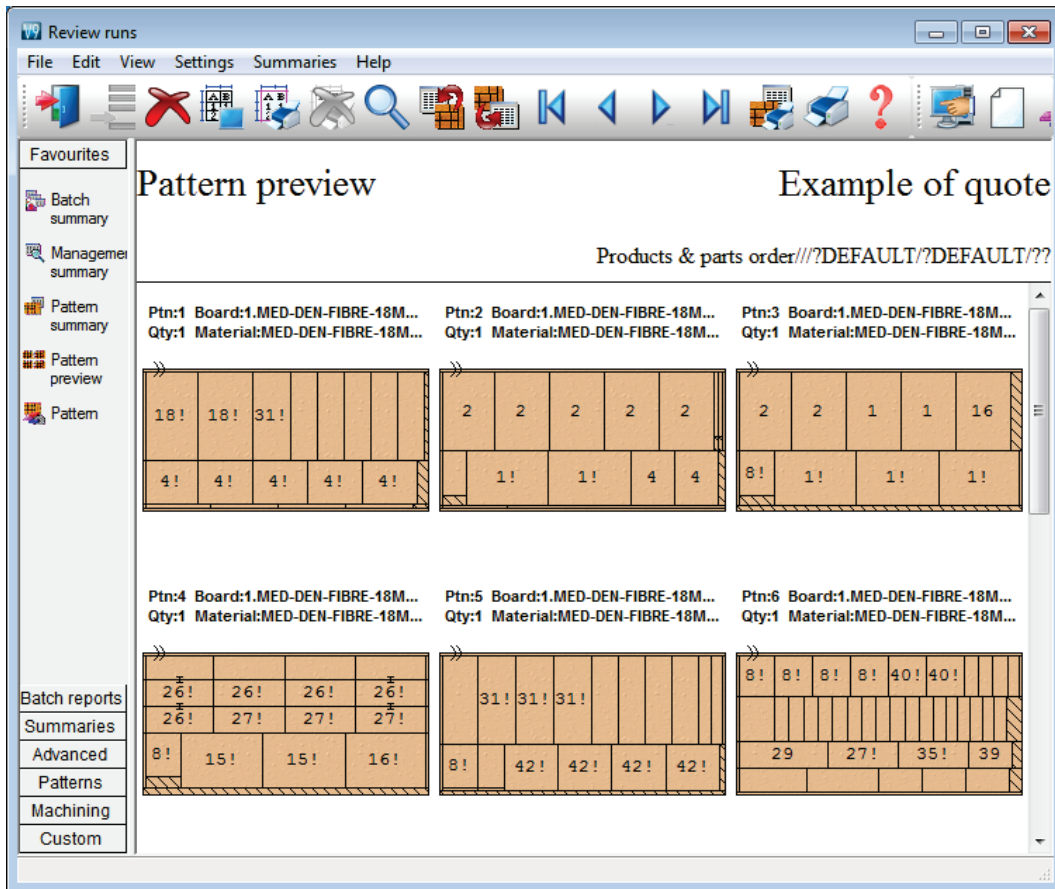 V9 Review runs
File Edit View Settings Summaries Help
Favourites
Batch
summary
Managemen
summary
Pattern
summary
Pattern
preview
Pattern
Batch reports
Summaries
Advanced
Patterns
Machining
Custom
Pattern preview
Example of quote
Products & parts order///?DEFAULT/?DEFAULT/??
Ptn:1 Board:1.MED-DEN-FIBRE-18M...
Qty:1 Material:MED-DEN-FIBRE-18M...
18! 18! 31!
4! 4! 4! 4! 4!
Ptn:2 Board:1.MED-DEN-FIBRE-18M...
Qty:1 Material:MED-DEN-FIBRE-18M...
2 2 2 2 2
1! 1! 4 4
Ptn:3 Board:1.MED-DEN-FIBRE-18M...
Qty:1 Material:MED-DEN-FIBRE-18M...
2 2 1 1 16
8! 1! 1! 1!
Ptn:4 Board:1.MED-DEN-FIBRE-18M...
Qty:1 Material:MED-DEN-FIBRE-18M...
26! 26! 26! 26!
26! 27! 27! 27!
8! 15! 15! 16!
Ptn:5 Board:1.MED-DEN-FIBRE-18M...
Qty:1 Material:MED-DEN-FIBRE-18M...
31! 31! 31!
8! 42! 42! 42! 42!
Ptn:6 Board:1.MED-DEN-FIBRE-18M...
Qty:1 Material:MED-DEN-FIBRE-18M...
8! 8! 8! 8! 40! 40!
29 27! 35! 39